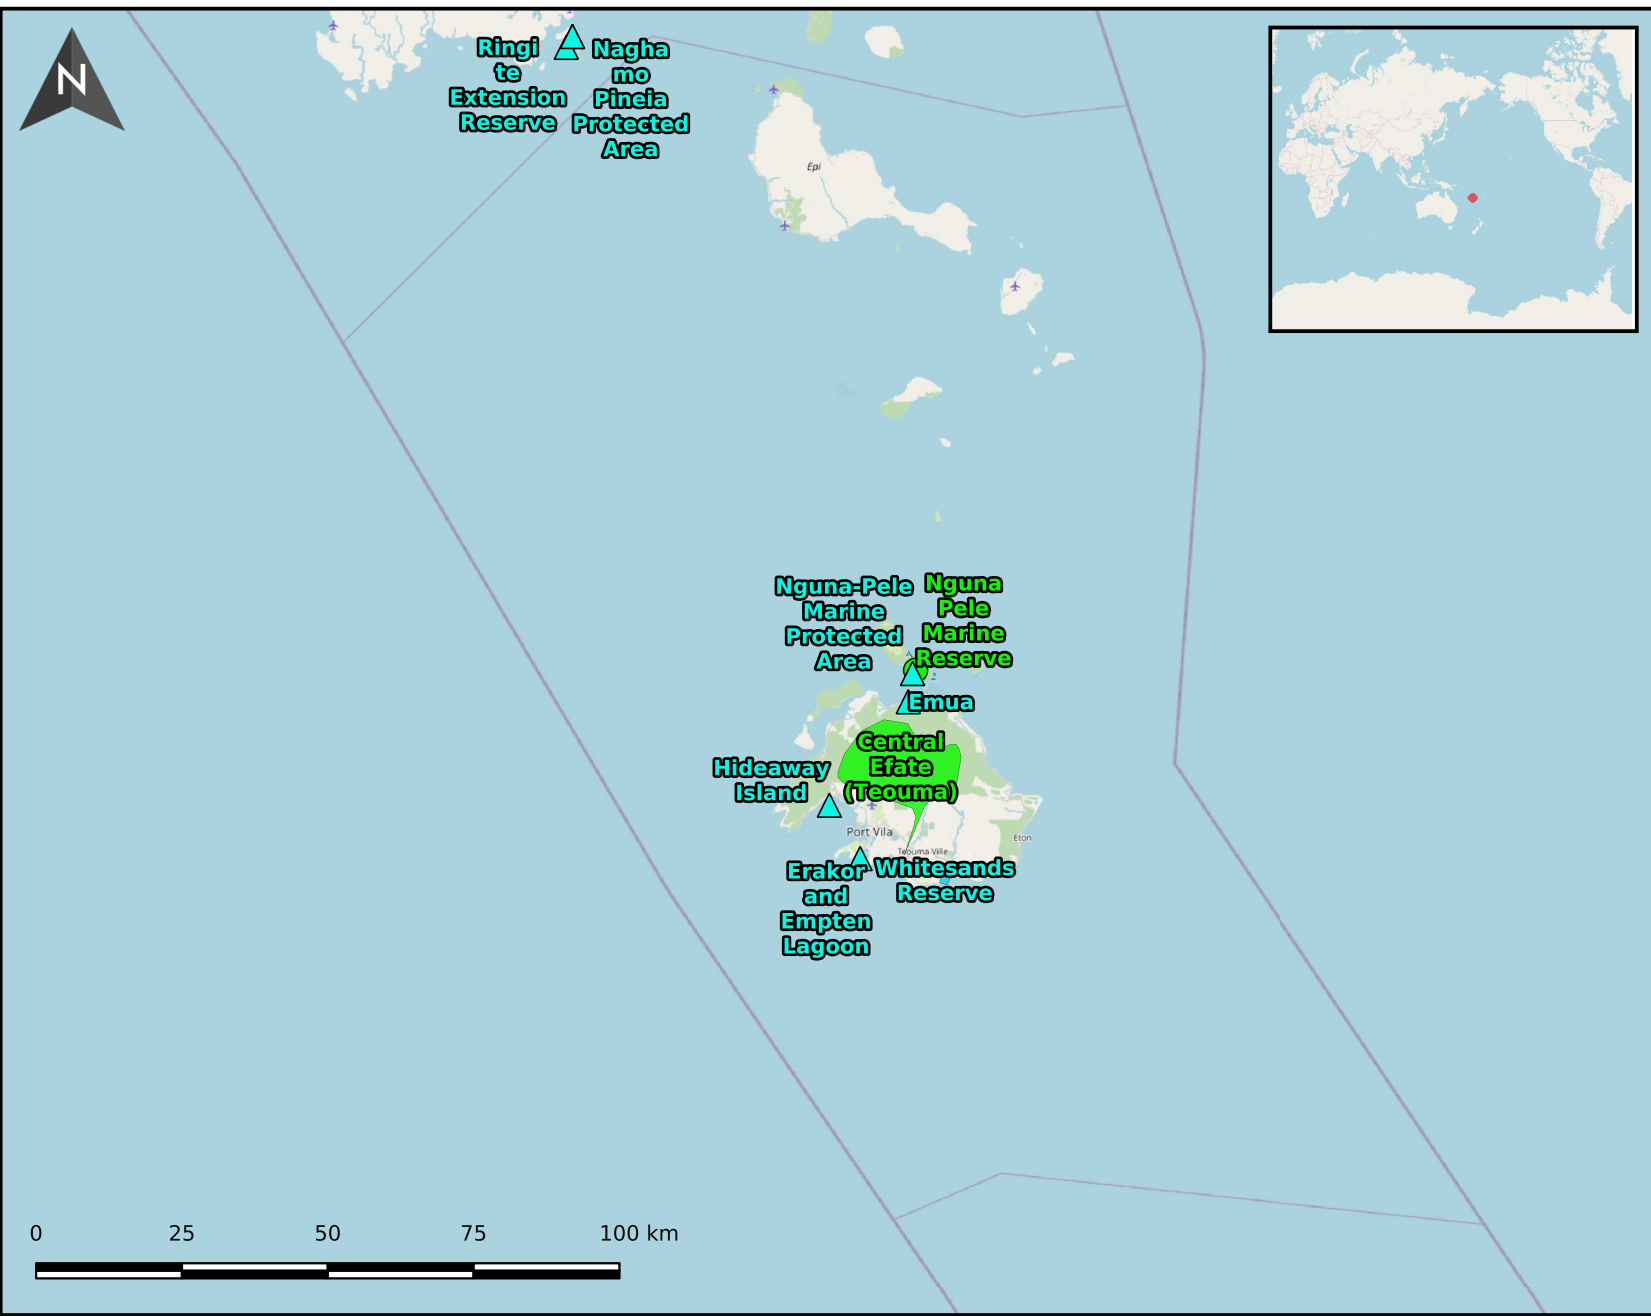 N
Ringi
te
Extension
Reserve
Nagha
mo
Pineia
Protected
Area
Epi
Nguna-Pele
Marine
Protected
Area
Nguna
Pele
Marine
Reserve
Emua
Central
Efate
(Teouma)
Hideaway
Island
Port Vila
Eton
Teouma Ville
Erakor
and
Empten
Lagoon
Whitesands
Reserve
0 25 50 75 100 km